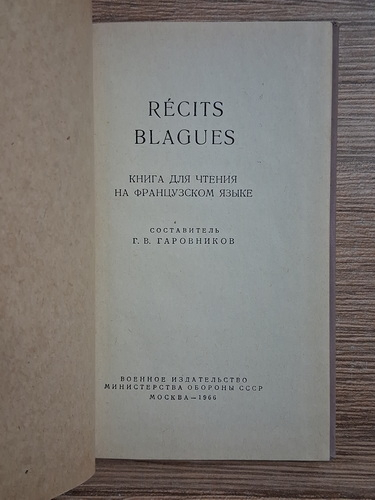 RÉCITS
BLAGUES
КНИГА ДЛЯ ЧТЕНИЯ
НА ФРАНЦУЗСКОМ ЯЗЫКЕ
СОСТАВИТЕЛЬ
Г. В. ГАРОВНИКОВ
ВОЕННОЕ ИЗДАТЕЛЬСТВО
МИНИСТЕРСТВА ОБОРОНЫ СССР
МОСКВА — 1966